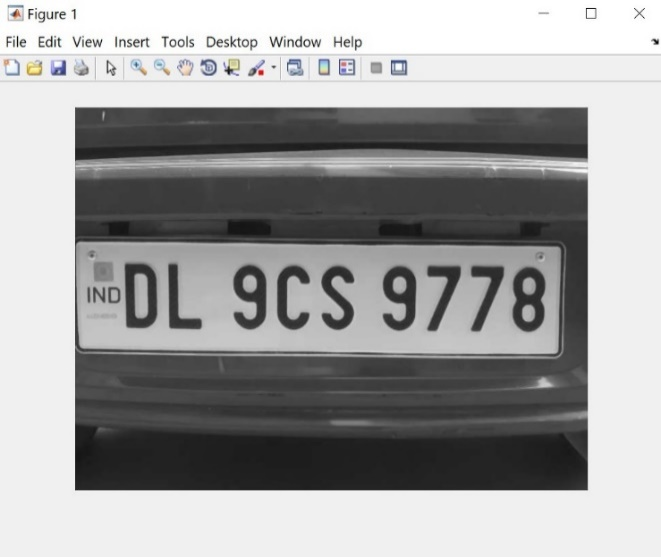 Figure 1
File Edit View Insert Tools Desktop Window Help
IND DL 9CS 9778